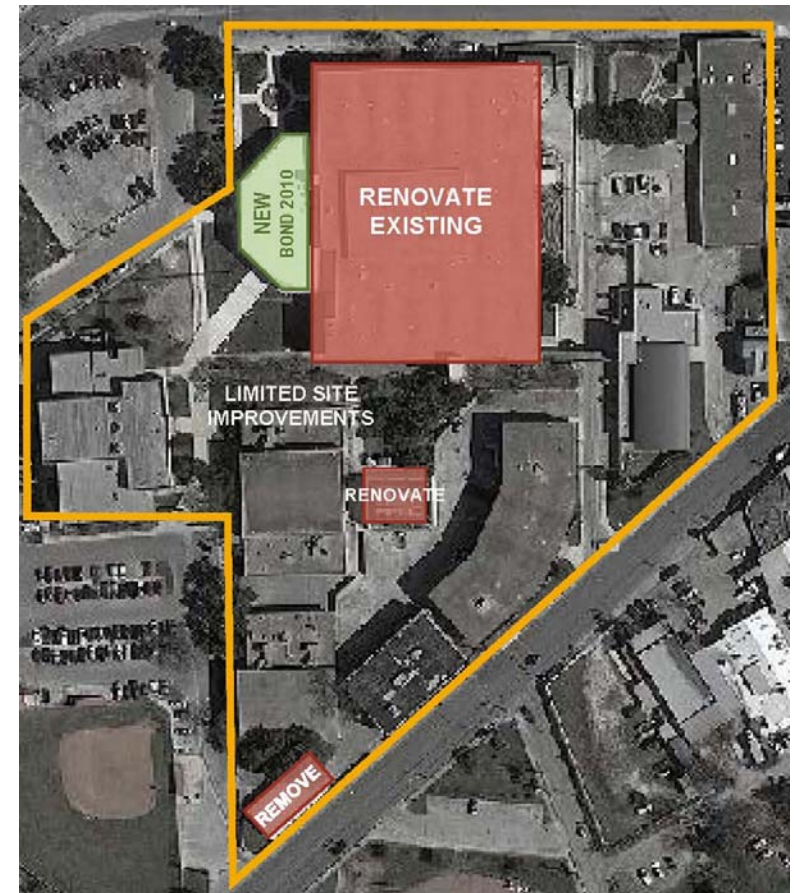 NEW
BOND 2010
RENOVATE
EXISTING
LIMITED SITE
IMPROVEMENTS
RENOVATE
REMOVE